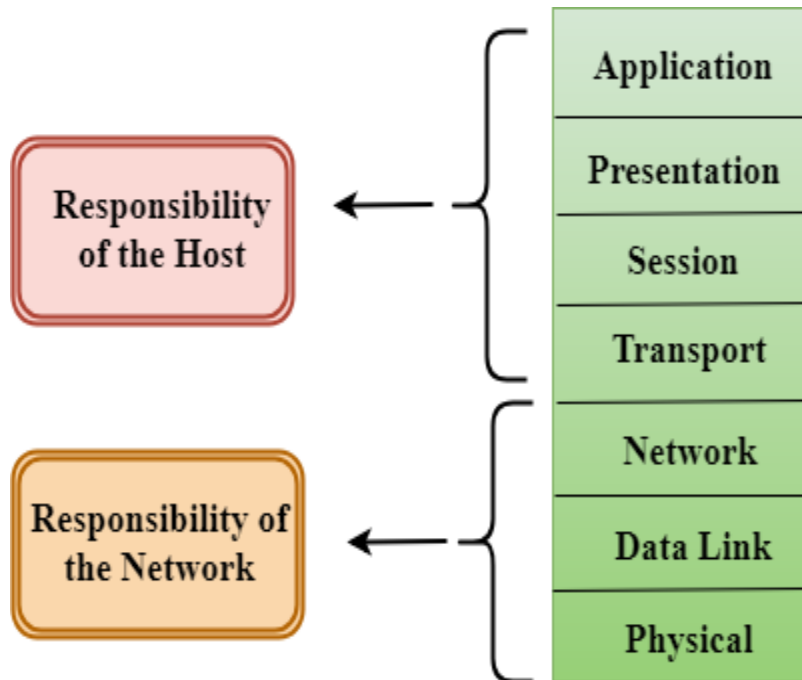 Application
Presentation
Session
Transport
Network
Data Link
Physical
Responsibility
of the Host
Responsibility of
the Network